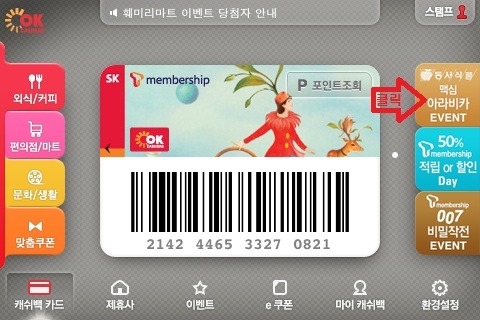 OK
CASHBAG
훼미리마트 이벤트 당첨자 안내
스탬프
외식/커피
편의점/마트
문화/생활
맞춤쿠폰
SK
T membership
P 포인트조회
클릭
OK
CASHBAG
2142 4465 3327 0821
동서식품
맥심
아라비카
EVENT
50%
T membership
적립 or 할인
Day
T membership
007
비밀작전
EVENT
캐쉬백 카드
제휴사
이벤트
e 쿠폰
마이 캐쉬백
환경설정